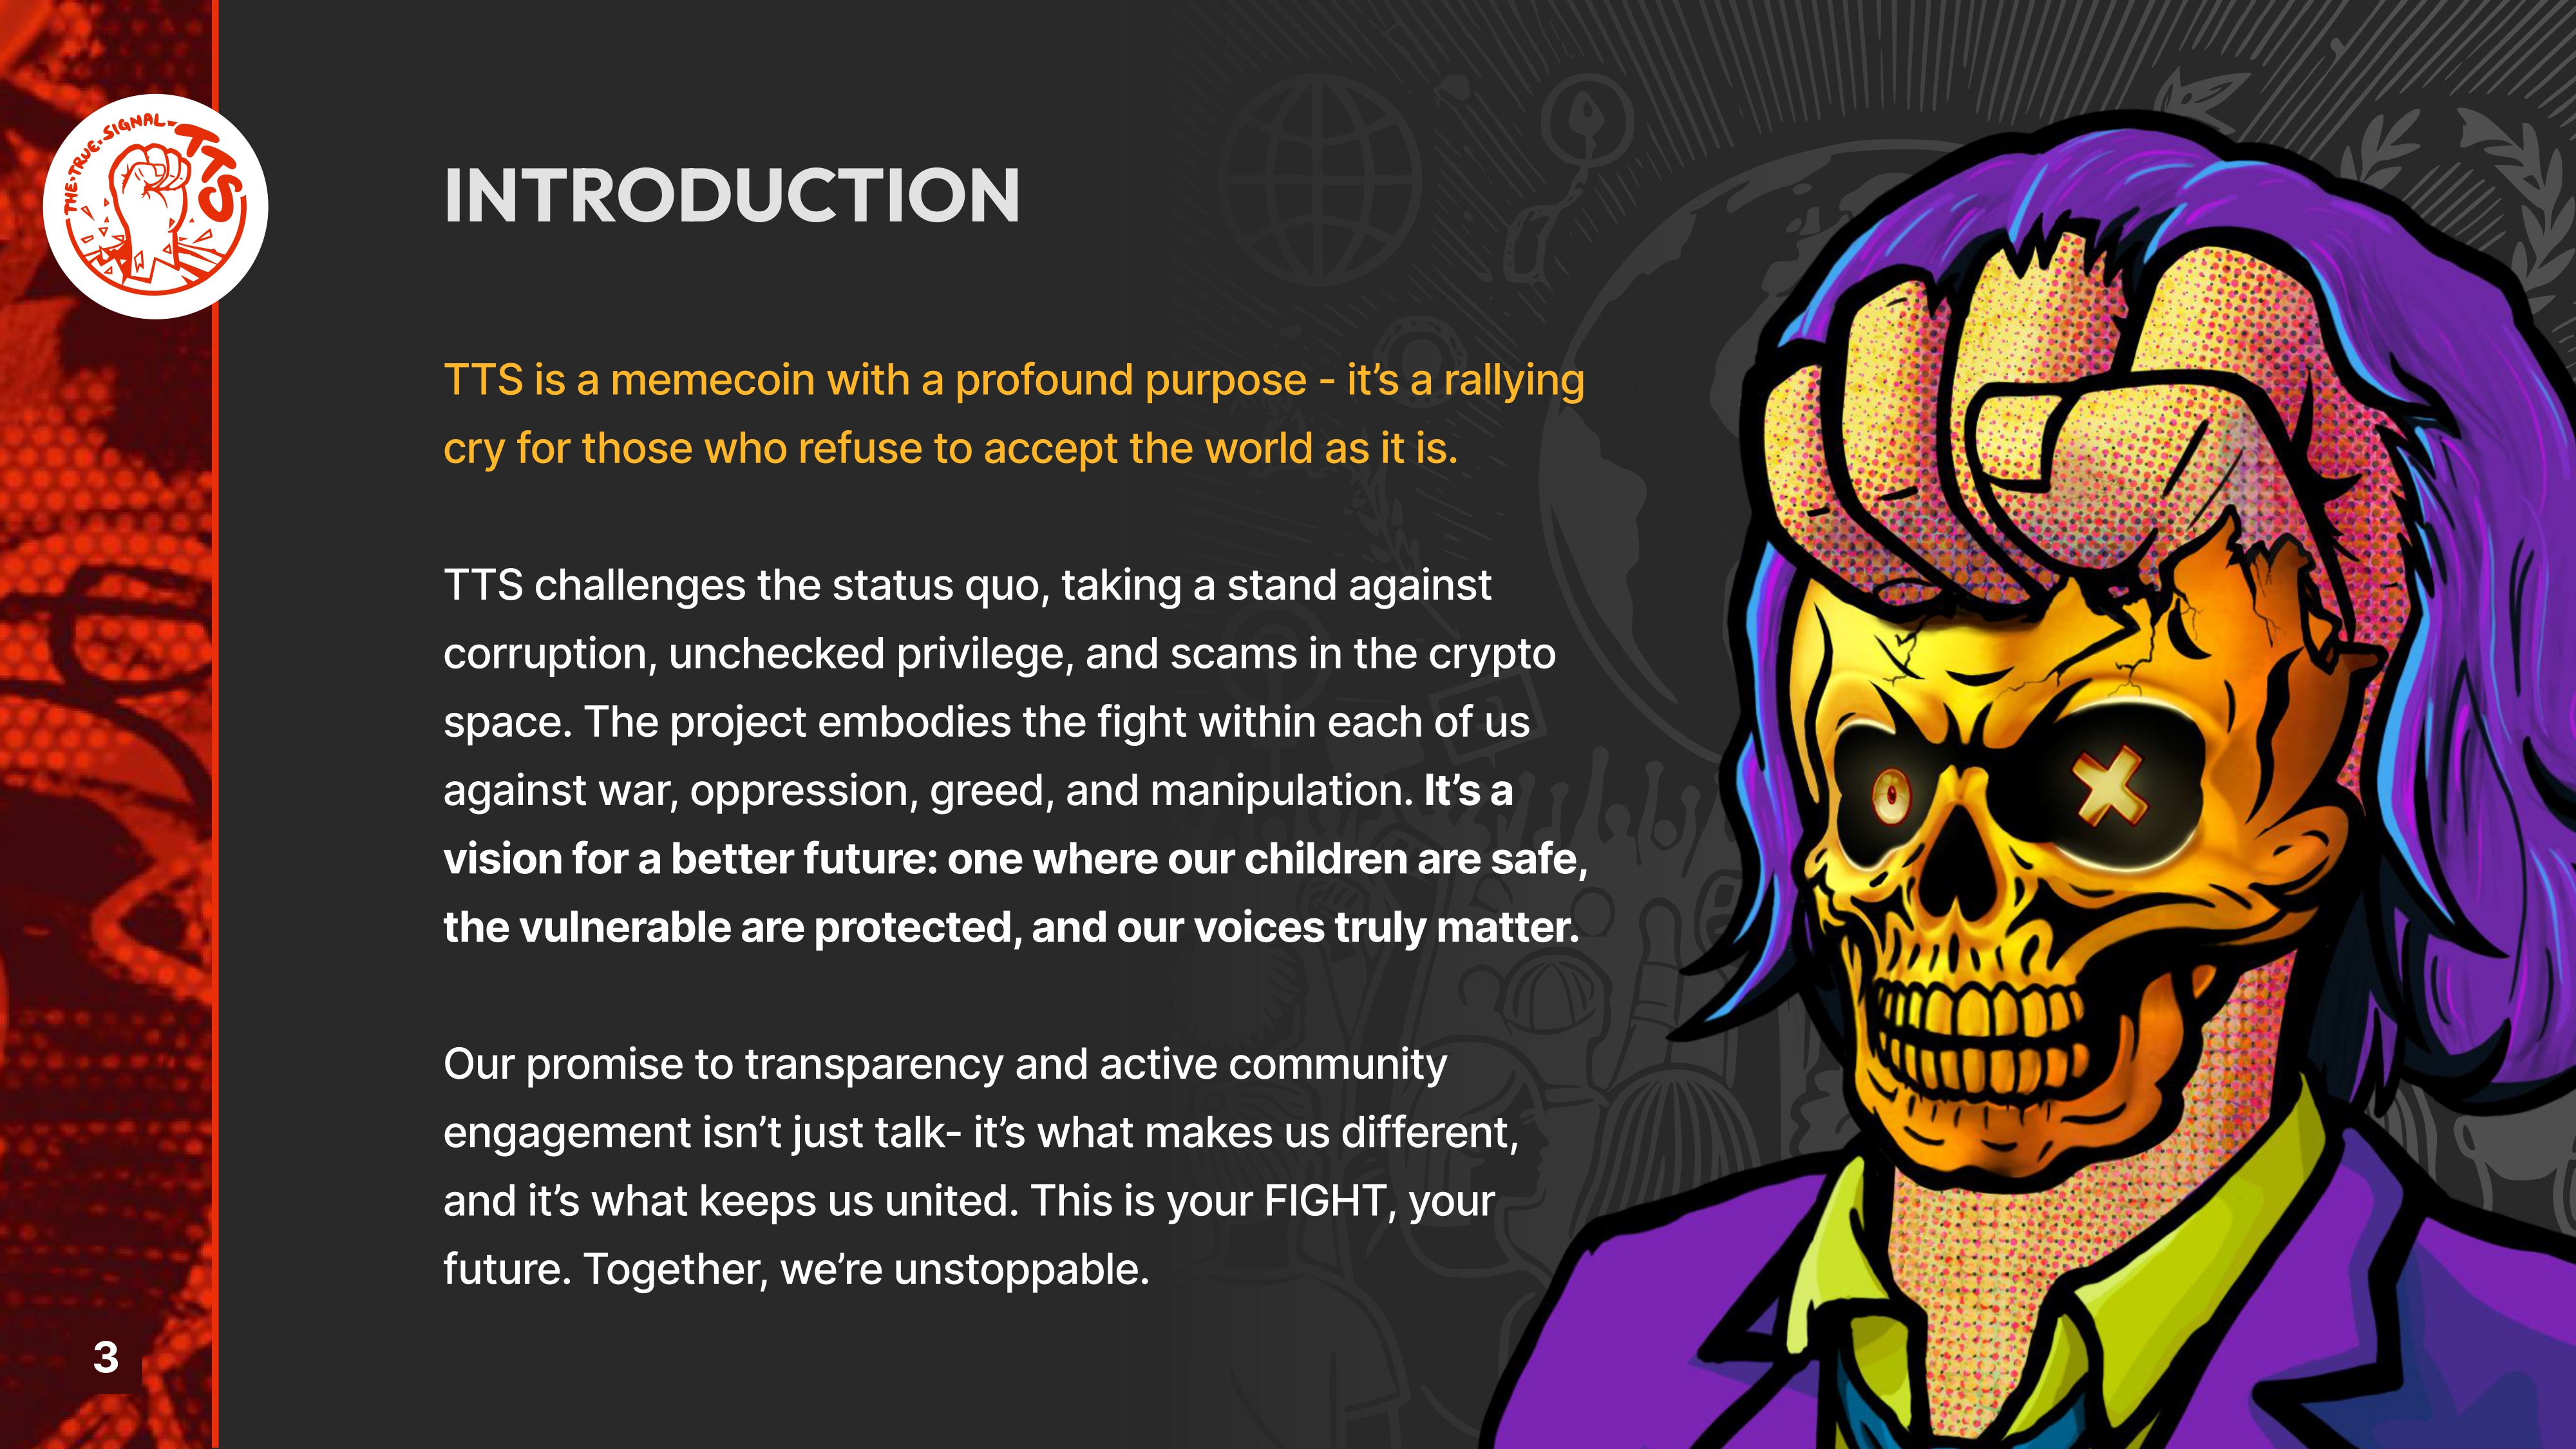 THE•TRUE•SIGNAL•
TTS
INTRODUCTION
TTS is a memecoin with a profound purpose - it’s a rallying
cry for those who refuse to accept the world as it is.
TTS challenges the status quo, taking a stand against
corruption, unchecked privilege, and scams in the crypto
space. The project embodies the fight within each of us
against war, oppression, greed, and manipulation. It’s a
vision for a better future: one where our children are safe,
the vulnerable are protected, and our voices truly matter.
Our promise to transparency and active community
engagement isn’t just talk- it’s what makes us different,
and it’s what keeps us united. This is your FIGHT, your
future. Together, we’re unstoppable.
3